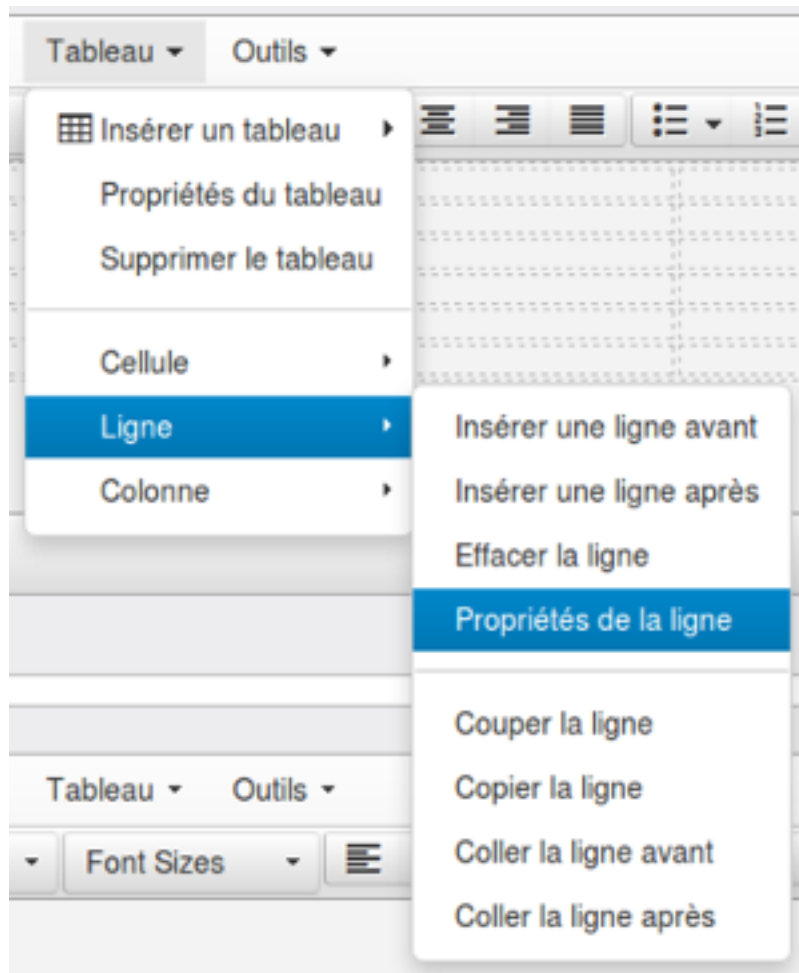 Tableau Outils
Insérer un tableau
Propriétés du tableau
Supprimer le tableau
Cellule
Ligne
Colonne
Insérer une ligne avant
Insérer une ligne après
Effacer la ligne
Propriétés de la ligne
Couper la ligne
Copier la ligne
Coller la ligne avant
Coller la ligne après
Tableau Outils
Font Sizes